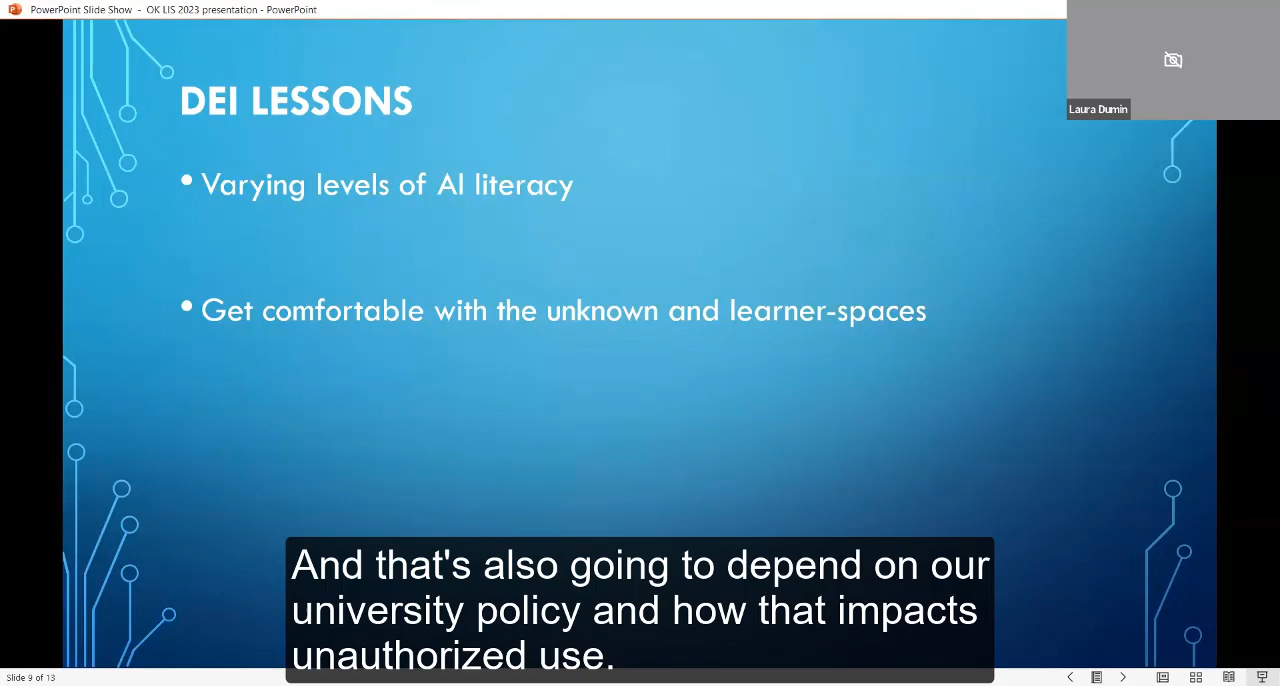 PowerPoint Slide Show - OK LIS 2023 presentation - PowerPoint
Laura Dumin
DEI LESSONS
• Varying levels of AI literacy
• Get comfortable with the unknown and learner-spaces
And that's also going to depend on our
university policy and how that impacts
unauthorized use.
Slide 9 of 13